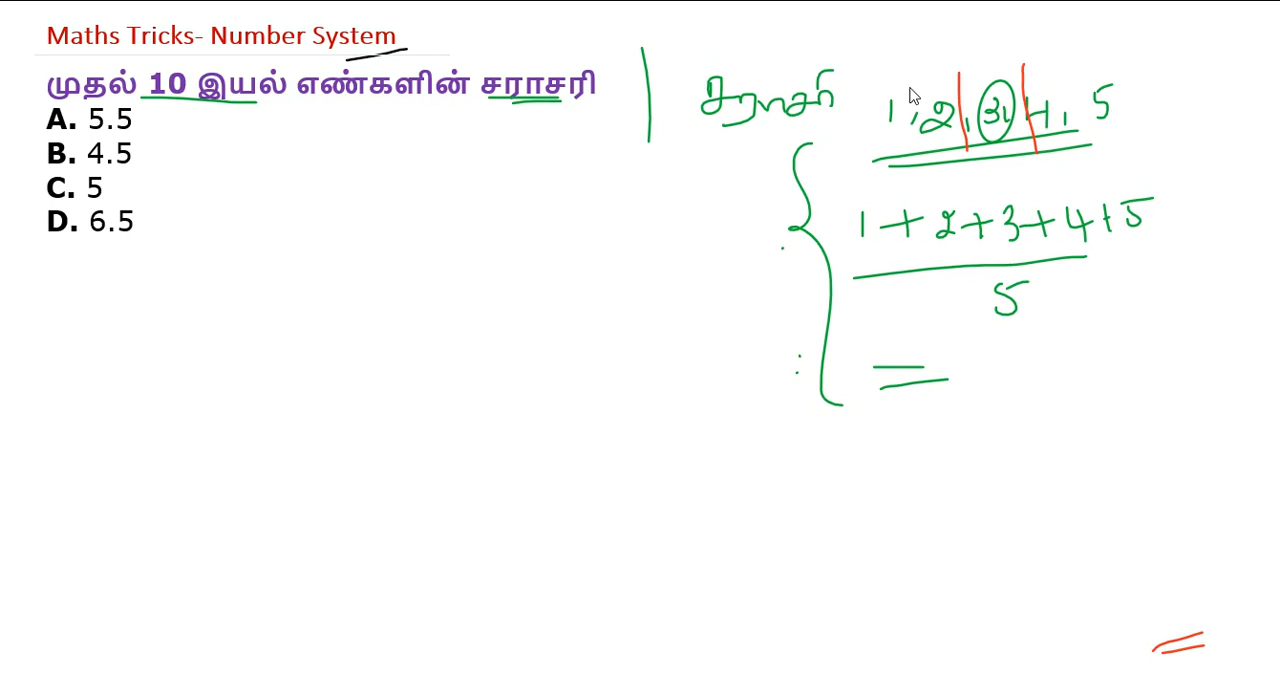 Maths Tricks- Number System
முதல் 10 இயல் எண்களின் சராசரி
A. 5.5
B. 4.5
C. 5
D. 6.5
சராசரி 1, 2, 3, 4, 5
1 + 2 + 3 + 4 + 5
5